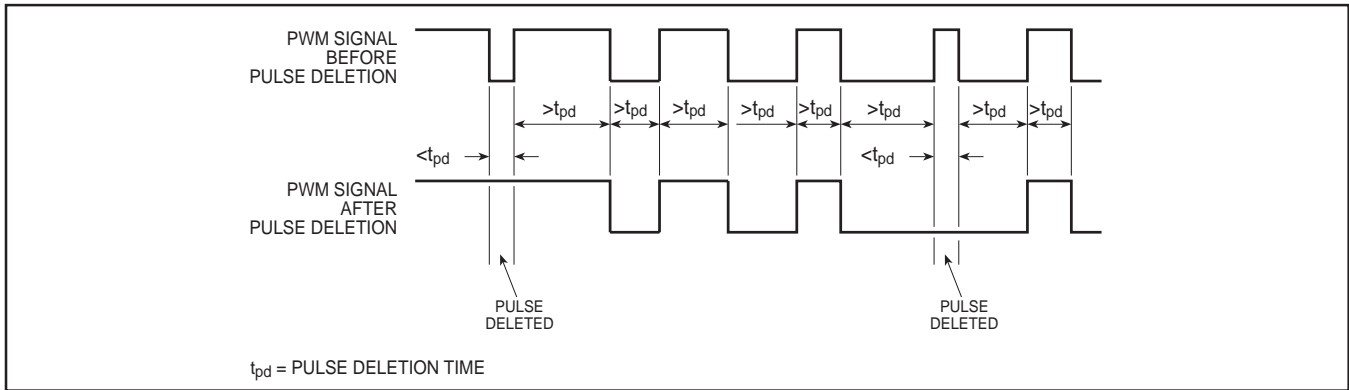 PWM SIGNAL
BEFORE
PULSE DELETION
>tpd >tpd >tpd >tpd >tpd >tpd >tpd >tpd
<tpd <tpd
PWM SIGNAL
AFTER
PULSE DELETION
PULSE
DELETED
PULSE
DELETED
tpd = PULSE DELETION TIME